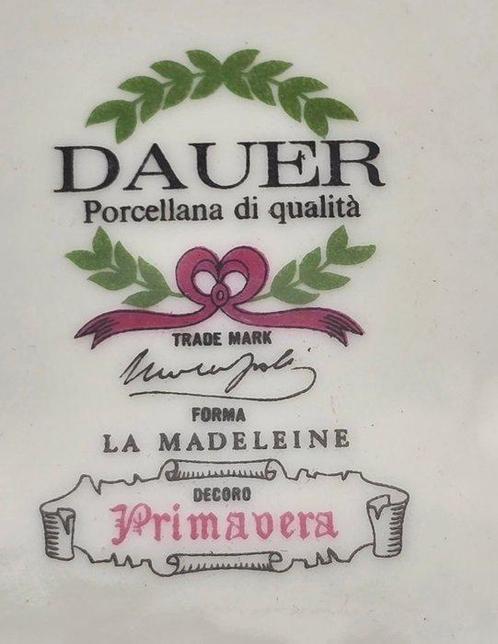 DAUER
Porcellana di qualità
TRADE MARK
FORMA
LA MADELEINE
DECORO
Primavera